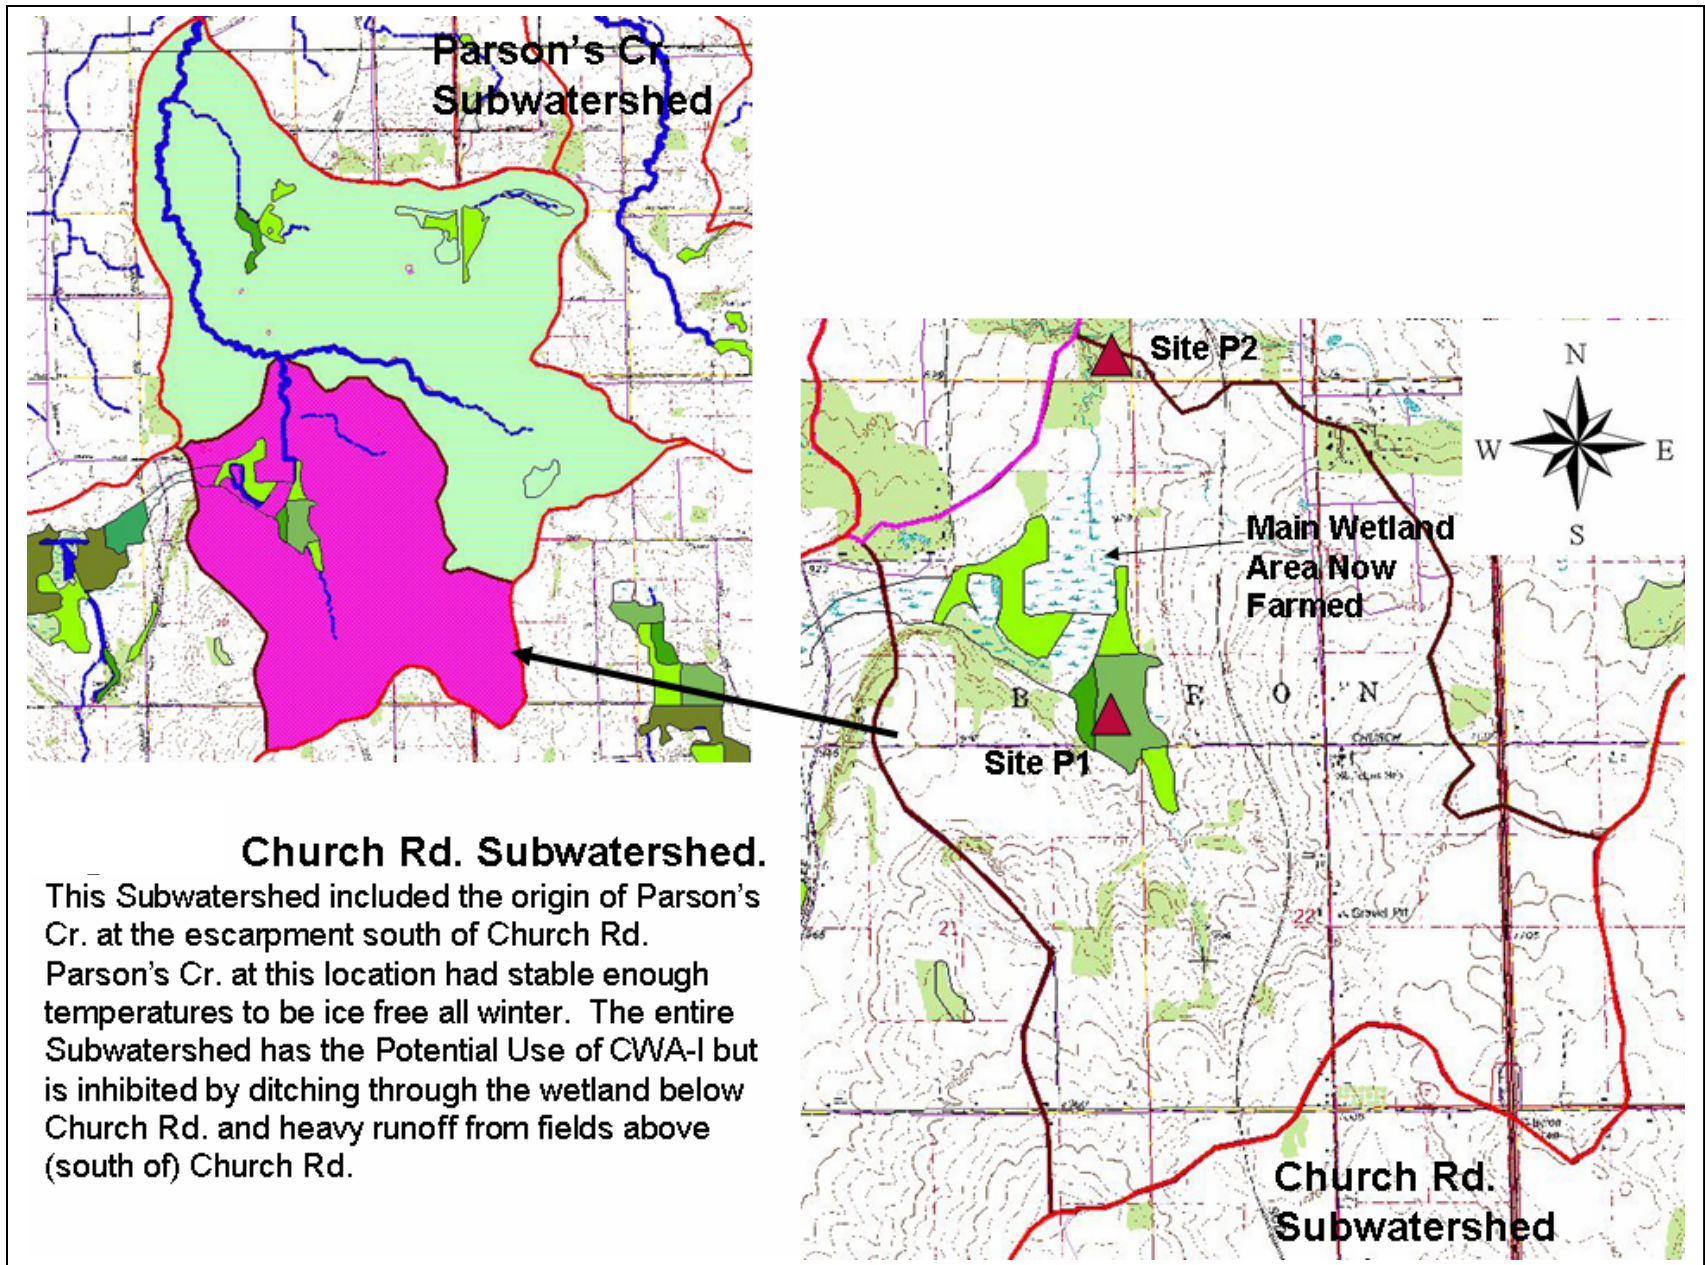 Parson's Cr.
Subwatershed
Site P2
N
W
E
S
Main Wetland
Area Now
Farmed
B
R
O
N
CHURCH
Site P1
Church Rd. Subwatershed.
This Subwatershed included the origin of Parson's
Cr. at the escarpment south of Church Rd.
Parson's Cr. at this location had stable enough
temperatures to be ice free all winter. The entire
Subwatershed has the Potential Use of CWA-I but
is inhibited by ditching through the wetland below
Church Rd. and heavy runoff from fields above
(south of) Church Rd.
21
22
Gravel Pit
Church Rd.
Subwatershed